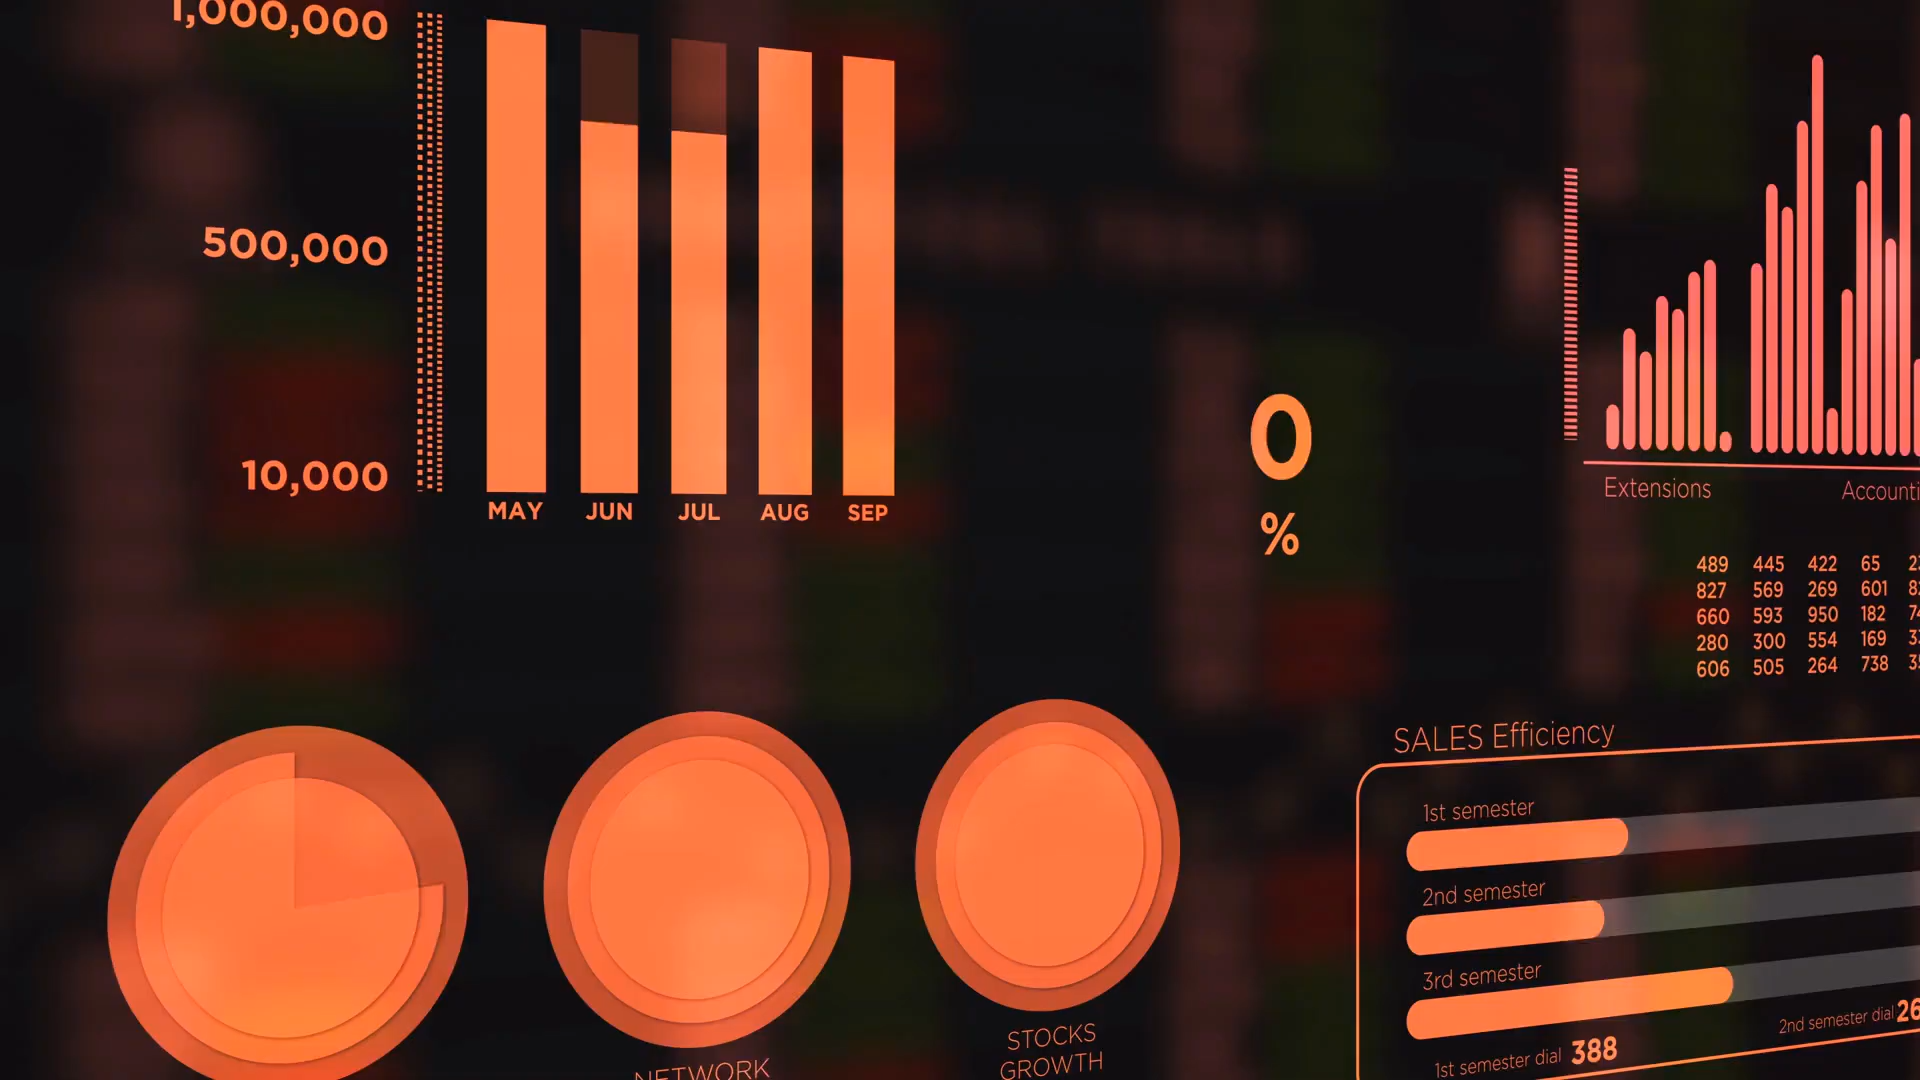 1,000,000
500,000
10,000
MAY JUN JUL AUG SEP
0
%
Extensions
489 445 422 65
827 569 269 601
660 593 950 182
280 300 554 169
606 505 264 738
SALES Efficiency
1st semester
2nd semester
3rd semester
1st semester dial 388
2nd semester dial
NETWORK
STOCKS
GROWTH